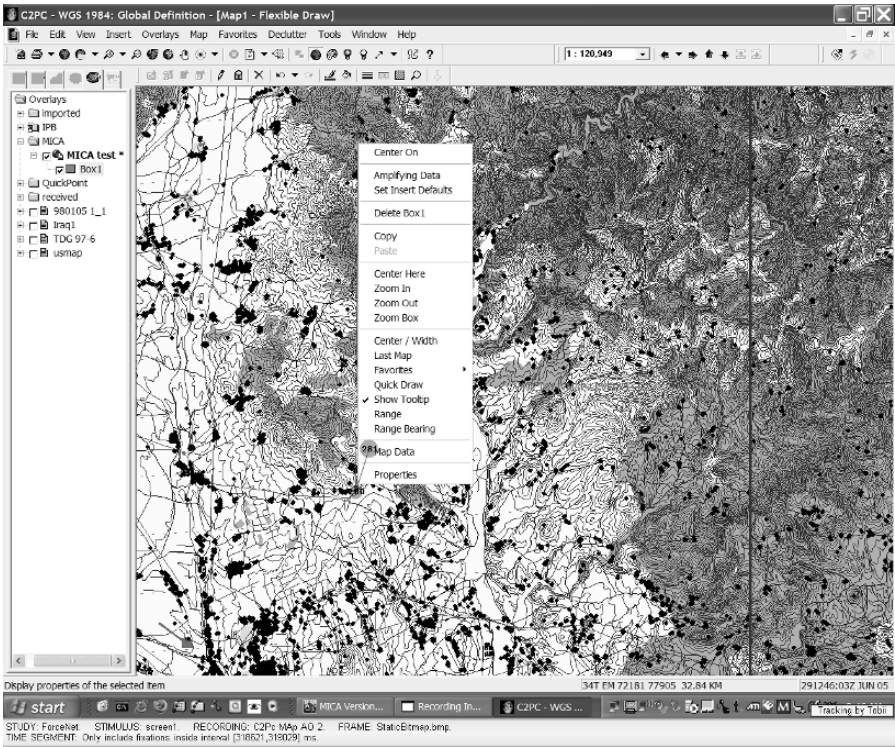 C2PC - WGS 1984: Global Definition - [Map1 - Flexible Draw]
File Edit View Insert Overlays Map Favorites Declutter Tools Window Help
1 : 120,949
Overlays
imported
IPB
MICA
MICA test *
Box1
QuickPoint
received
980105 1_1
Iraq1
TDG 97-6
usmap
Center On
Amplifying Data
Set Insert Defaults
Delete Box1
Copy
Paste
Center Here
Zoom In
Zoom Out
Zoom Box
Center / Width
Last Map
Favorites
Quick Draw
Show Tooltip
Range
Range Bearing
281
Map Data
Properties
Display properties of the selected item
34T EM 72181 77905 32.84 KM
291246:03Z JUN 05
start
MICA Version...
Recording In...
C2PC - WGS ...
Tracking by Tobii
STUDY: ForceNet. STIMULUS: screen1. RECORDING: C2Pc MAp AO 2. FRAME: StaticBitmap.bmp.
TIME SEGMENT: Only include fixations inside interval [318621,319029] ms.